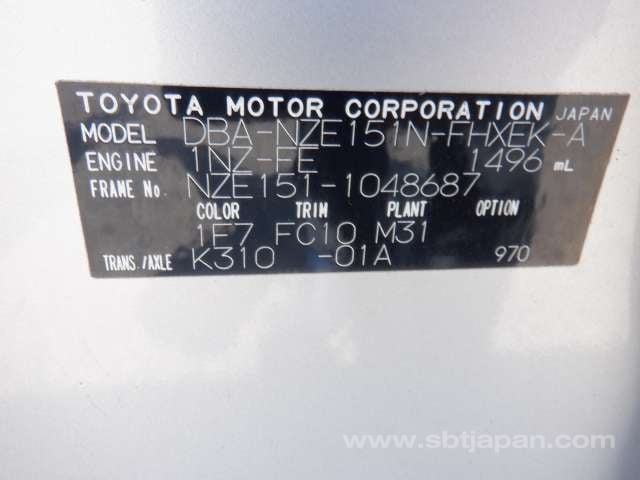 TOYOTA MOTOR CORPORATION JAPAN
MODEL DBA-NZE151N-FHXEK-A
ENGINE 1NZ-FE 1496 mL
FRAME No. NZE151-1048687
COLOR TRIM PLANT OPTION
1F7 FC10 M31
TRANS./AXLE K310 -01A 970
www.sbtjapan.com